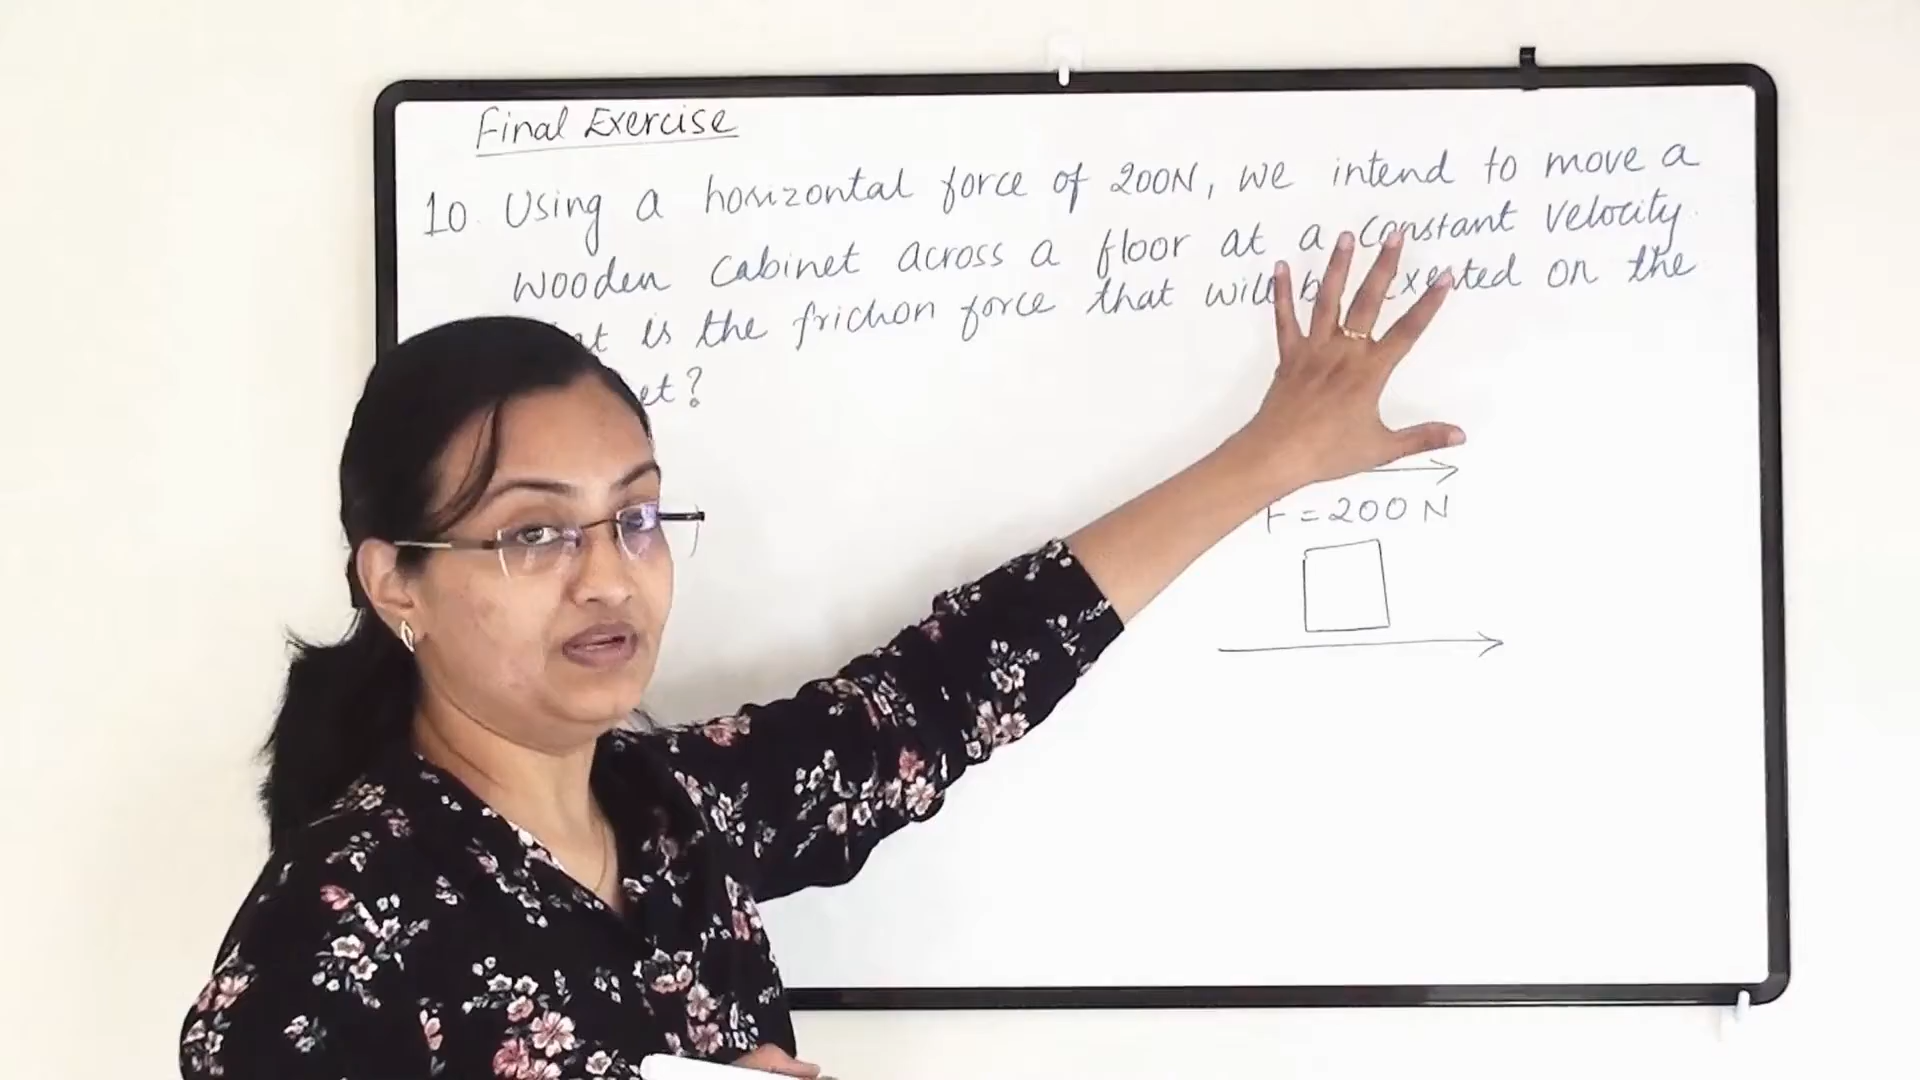 Final Exercise
10. Using a horizontal force of 200N, we intend to move a
wooden cabinet across a floor at a constant velocity.
is the friction force that will be exerted on the
et?
F = 200 N